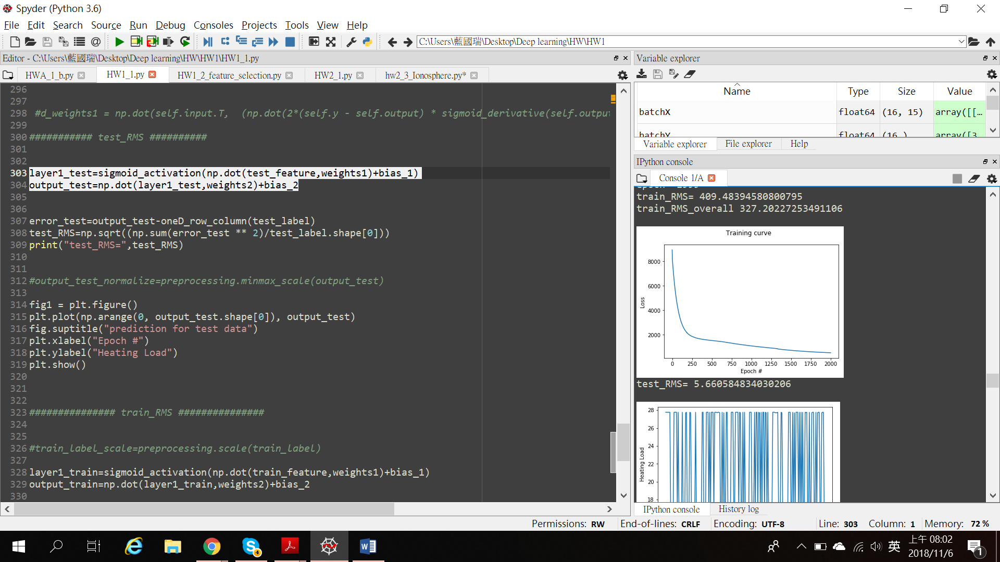 Spyder (Python 3.6)
File Edit Search Source Run Debug Consoles Projects Tools View Help
C:\Users\藍國瑞\Desktop\Deep learning\HW\HW1
Editor - C:\Users\藍國瑞\Desktop\Deep learning\HW\HW1\HW1_1.py
HWA_1_b.py HW1_1.py HW1_2_feature_selection.py HW2_1.py hw2_3_Ionosphere.py*
296
297
298 #d_weights1 = np.dot(self.input.T, (np.dot(2*(self.y - self.output) * sigmoid_derivative(self.output
299
300 ########### test_RMS ##########
301
302
303 layer1_test=sigmoid_activation(np.dot(test_feature,weights1)+bias_1)
304 output_test=np.dot(layer1_test,weights2)+bias_2
305
306
307 error_test=output_test-oneD_row_column(test_label)
308 test_RMS=np.sqrt((np.sum(error_test ** 2)/test_label.shape[0]))
309 print("test_RMS=",test_RMS)
310
311
312 #output_test_normalize=preprocessing.minmax_scale(output_test)
313
314 fig1 = plt.figure()
315 plt.plot(np.arange(0, output_test.shape[0]), output_test)
316 fig.suptitle("prediction for test data")
317 plt.xlabel("Epoch #")
318 plt.ylabel("Heating Load")
319 plt.show()
320
321
322
323 ############### train_RMS ###############
324
325
326 #train_label_scale=preprocessing.scale(train_label)
327
328 layer1_train=sigmoid_activation(np.dot(train_feature,weights1)+bias_1)
329 output_train=np.dot(layer1_train,weights2)+bias_2
330
Variable explorer
Name Type Size Value
batchX float64 (16, 15) array([[...
batchY float64 (16,) array([3
Variable explorer File explorer Help
IPython console
Console 1/A
train_RMS= 409.48394580800795
train_RMS_overall 327.20227253491106
Training curve
8000
6000
4000
2000
Loss
0 250 500 750 1000 1250 1500 1750 2000
Epoch #
test_RMS= 5.660584834030206
28
26
24
22
20
18
Heating Load
IPython console History log
Permissions: RW End-of-lines: CRLF Encoding: UTF-8 Line: 303 Column: 1 Memory: 72 %
4
英
上午 08:02
2018/11/6
1